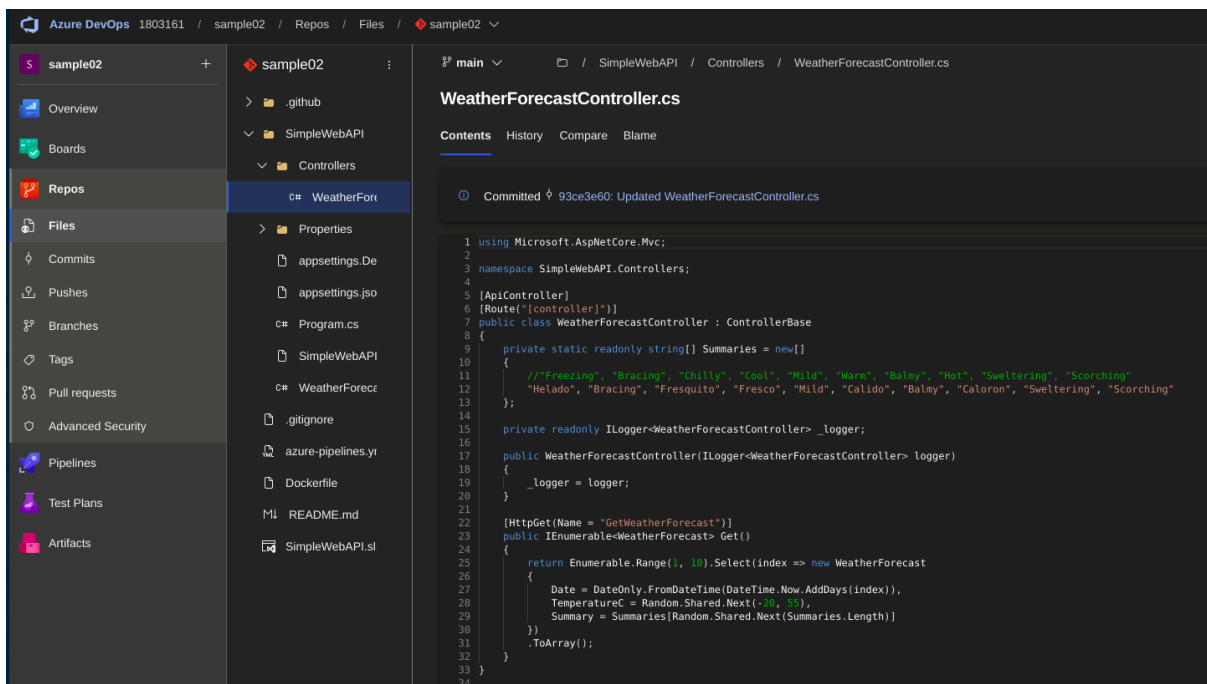 Azure DevOps 1803161 / sample02 / Repos / Files / sample02
S sample02 +
Overview
Boards
Repos
Files
Commits
Pushes
Branches
Tags
Pull requests
Advanced Security
Pipelines
Test Plans
Artifacts
sample02
.github
SimpleWebAPI
Controllers
C# WeatherFore
Properties
appsettings.De
appsettings.jso
C# Program.cs
SimpleWebAPI
C# WeatherForeca
.gitignore
azure-pipelines.yr
Dockerfile
M↓ README.md
SimpleWebAPI.sl
main / SimpleWebAPI / Controllers / WeatherForecastController.cs
WeatherForecastController.cs
Contents History Compare Blame
Committed 93ce3e60: Updated WeatherForecastController.cs
1 using Microsoft.AspNetCore.Mvc;
2
3 namespace SimpleWebAPI.Controllers;
4
5 [ApiController]
6 [Route("[controller]")]
7 public class WeatherForecastController : ControllerBase
8 {
9     private static readonly string[] Summaries = new[]
10     {
11         //"Freezing", "Bracing", "Chilly", "Cool", "Mild", "Warm", "Balmy", "Hot", "Sweltering", "Scorching"
12         "Helado", "Bracing", "Fresquito", "Fresco", "Mild", "Calido", "Balmy", "Caloron", "Sweltering", "Scorching"
13     };
14
15     private readonly ILogger<WeatherForecastController> _logger;
16
17     public WeatherForecastController(ILogger<WeatherForecastController> logger)
18     {
19         _logger = logger;
20     }
21
22     [HttpGet(Name = "GetWeatherForecast")]
23     public IEnumerable<WeatherForecast> Get()
24     {
25         return Enumerable.Range(1, 10).Select(index => new WeatherForecast
26         {
27             Date = DateOnly.FromDateTime(DateTime.Now.AddDays(index)),
28             TemperatureC = Random.Shared.Next(-20, 55),
29             Summary = Summaries[Random.Shared.Next(Summaries.Length)]
30         })
31         .ToArray();
32     }
33 }
34